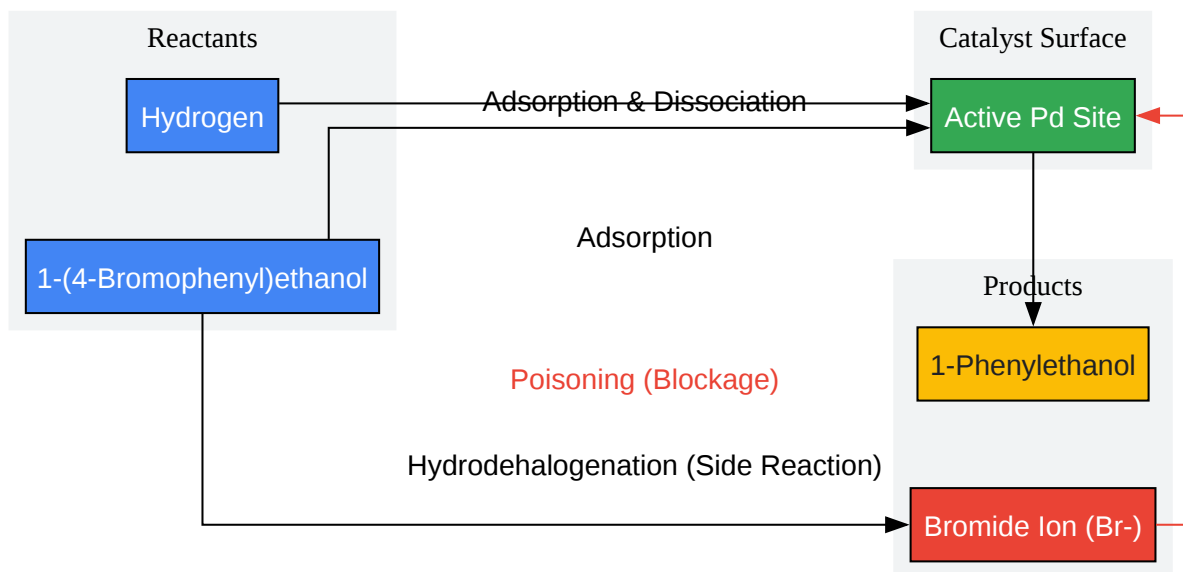 Reactants
Catalyst Surface
Hydrogen
Adsorption & Dissociation
Active Pd Site
Adsorption
1-(4-Bromophenyl)ethanol
Products
1-Phenylethanol
Poisoning (Blockage)
Hydrodehalogenation (Side Reaction)
Bromide Ion (Br-)